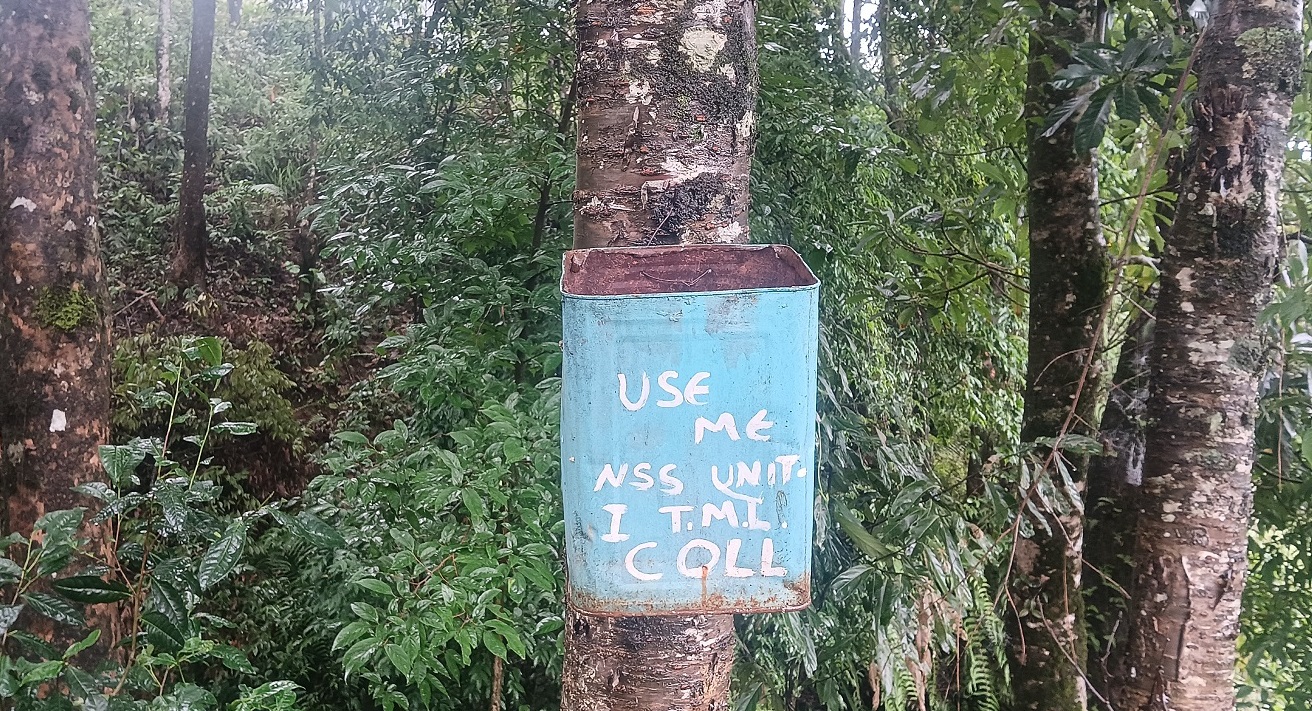 USE
ME
NSS UNIT.
I T.M.L.
COLL